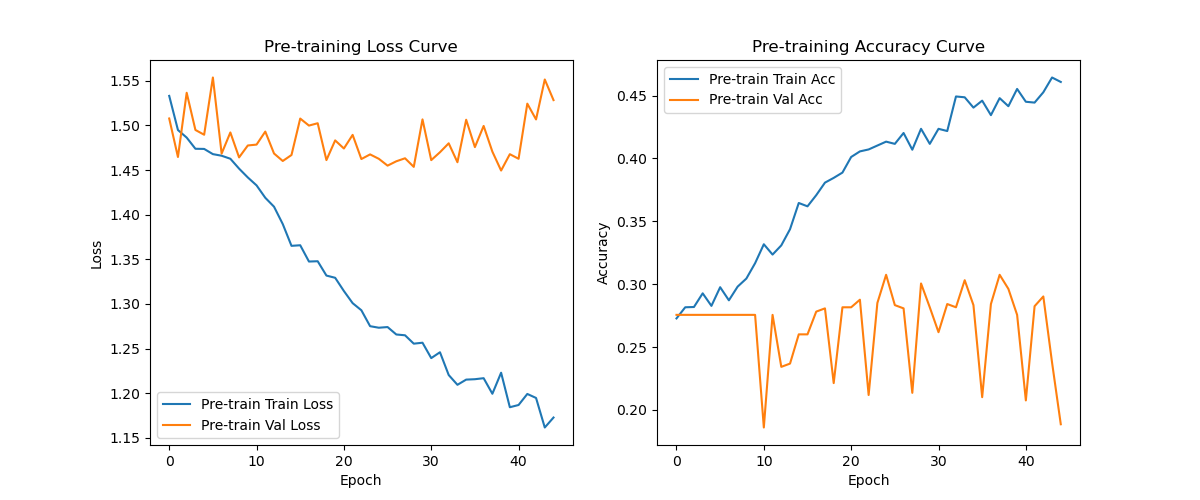 Pre-training Loss Curve
Loss
1.55
1.50
1.45
1.40
1.35
1.30
1.25
1.20
1.15
Pre-train Train Loss
Pre-train Val Loss
0 10 20 30 40
Epoch
Pre-training Accuracy Curve
Accuracy
Pre-train Train Acc
Pre-train Val Acc
0.45
0.40
0.35
0.30
0.25
0.20
0 10 20 30 40
Epoch